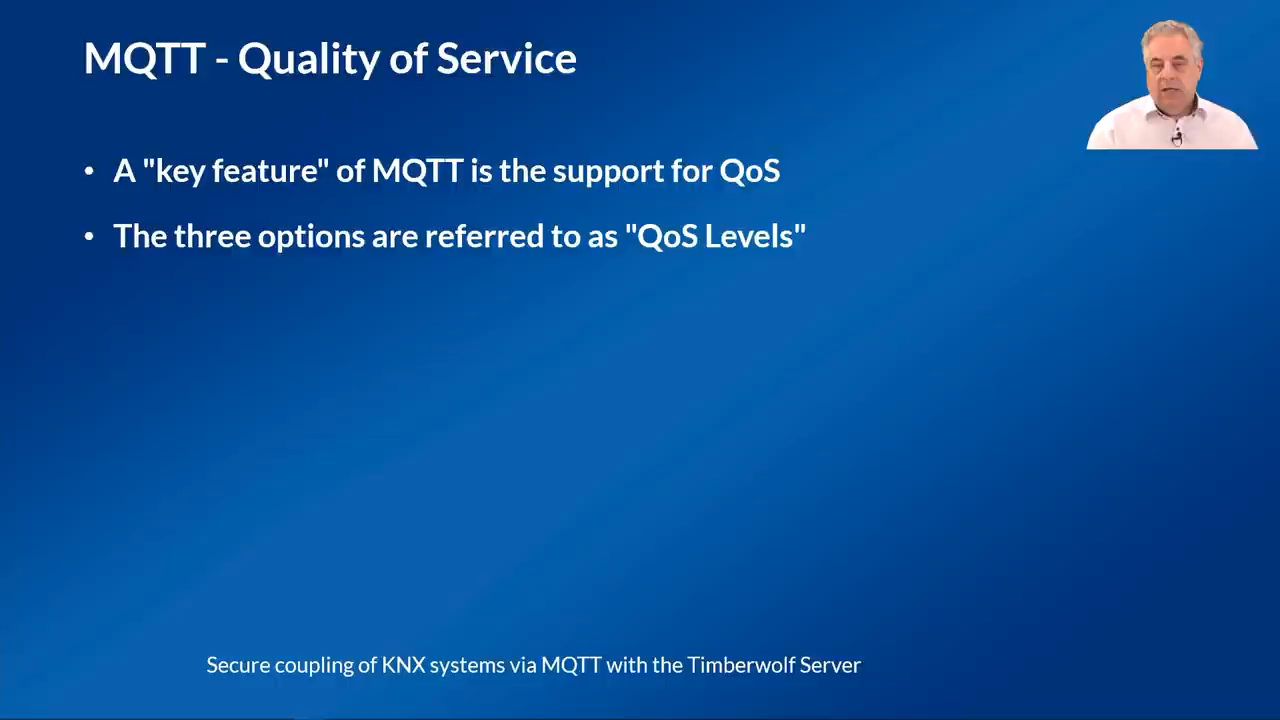 MQTT - Quality of Service
• A "key feature" of MQTT is the support for QoS
• The three options are referred to as "QoS Levels"
Secure coupling of KNX systems via MQTT with the Timberwolf Server